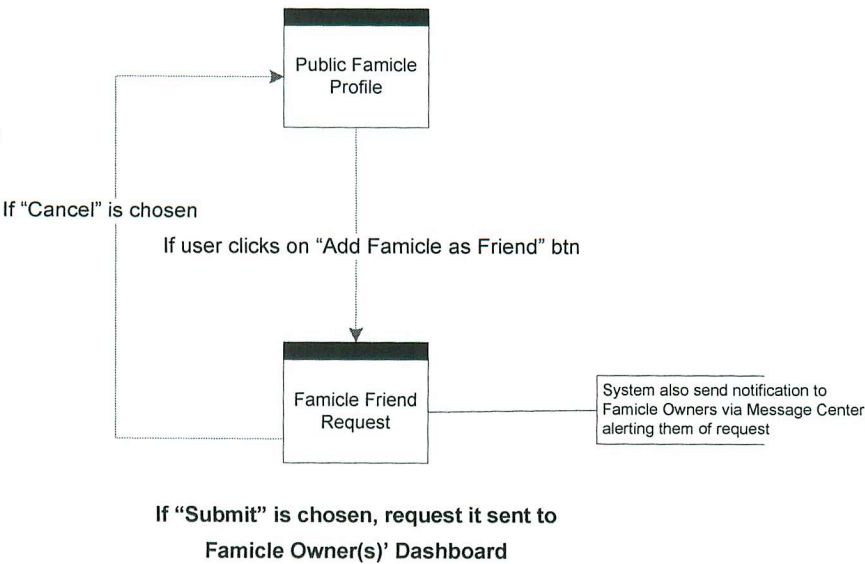 Public Famicle
Profile
If “Cancel” is chosen
If user clicks on “Add Famicle as Friend” btn
Famicle Friend
Request
System also send notification to
Famicle Owners via Message Center
alerting them of request
If “Submit” is chosen, request it sent to
Famicle Owner(s)’ Dashboard